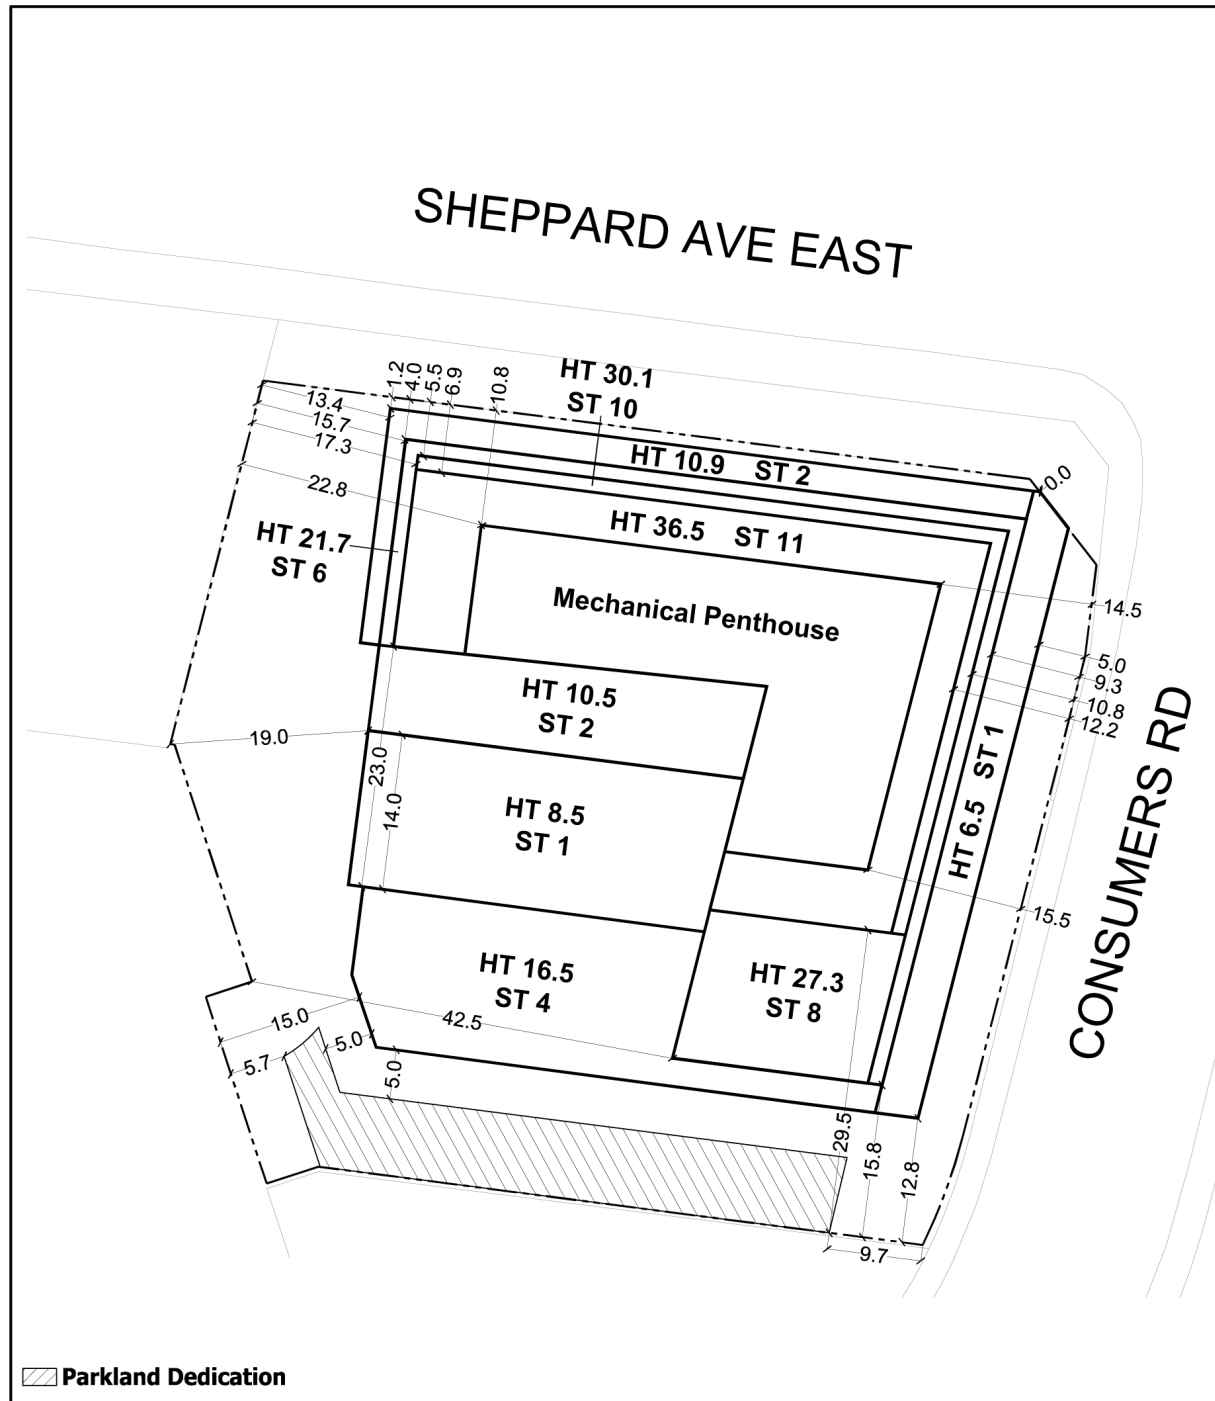 SHEPPARD AVE EAST
1.2
4.0
5.5
6.9
10.8
HT 30.1
ST 10
13.4
15.7
17.3
22.8
HT 10.9 ST 2
0.0
HT 36.5 ST 11
HT 21.7
ST 6
Mechanical Penthouse
14.5
5.0
9.3
10.8
12.2
HT 10.5
ST 2
19.0
23.0
14.0
HT 8.5
ST 1
HT 6.5 ST 1
CONSUMERS RD
15.5
HT 16.5
ST 4
HT 27.3
ST 8
15.0
42.5
5.7
5.0
5.0
29.5
15.8
12.8
9.7
Parkland Dedication